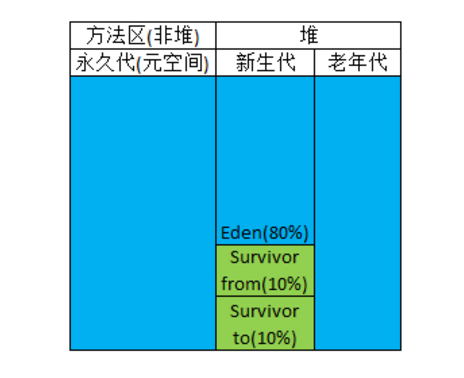 方法区(非堆) 堆
永久代(元空间) 新生代 老年代
Eden(80%)
Survivor
from(10%)
Survivor
to(10%)